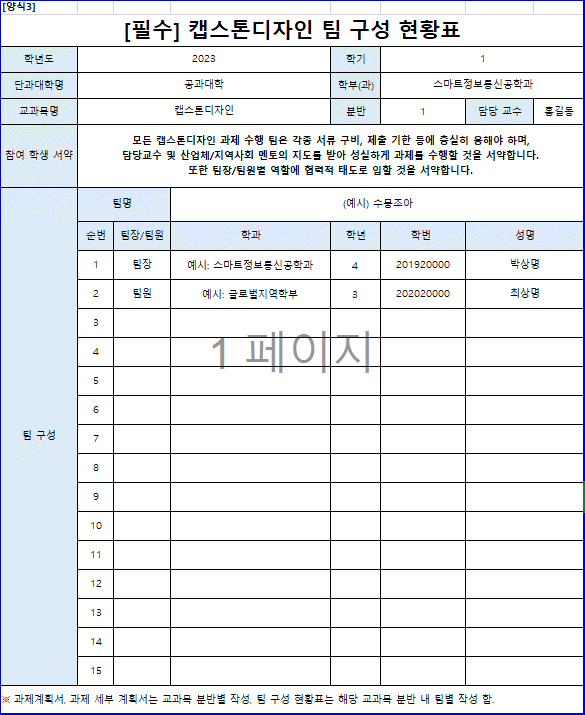 [양식3]
[필수] 캡스톤디자인 팀 구성 현황표
학년도 2023 학기 1
단과대학명 공과대학 학부(과) 스마트정보통신공학과
교과목명 캡스톤디자인 분반 1 담당 교수 홍길동
참여 학생 서약
모든 캡스톤디자인 과제 수행 팀은 각종 서류 구비, 제출 기한 등에 충실히 응해야 하며,
담당교수 및 산업체/지역사회 멘토의 지도를 받아 성실하게 과제를 수행할 것을 서약합니다.
또한 팀장/팀원별 역할에 협력적 태도로 임할 것을 서약합니다.
팀명 (예시) 수뭉조아
순번 팀장/팀원 학과 학년 학번 성명
1 팀장 예시: 스마트정보통신공학과 4 201920000 박상명
2 팀원 예시: 글로벌지역학부 3 202020000 최상명
3
4
1 페이지
5
6
팀 구성
7
8
9
10
11
12
13
14
15
※ 과제계획서, 과제 세부 계획서는 교과목 분반별 작성, 팀 구성 현황표는 해당 교과목 분반 내 팀별 작성 함.